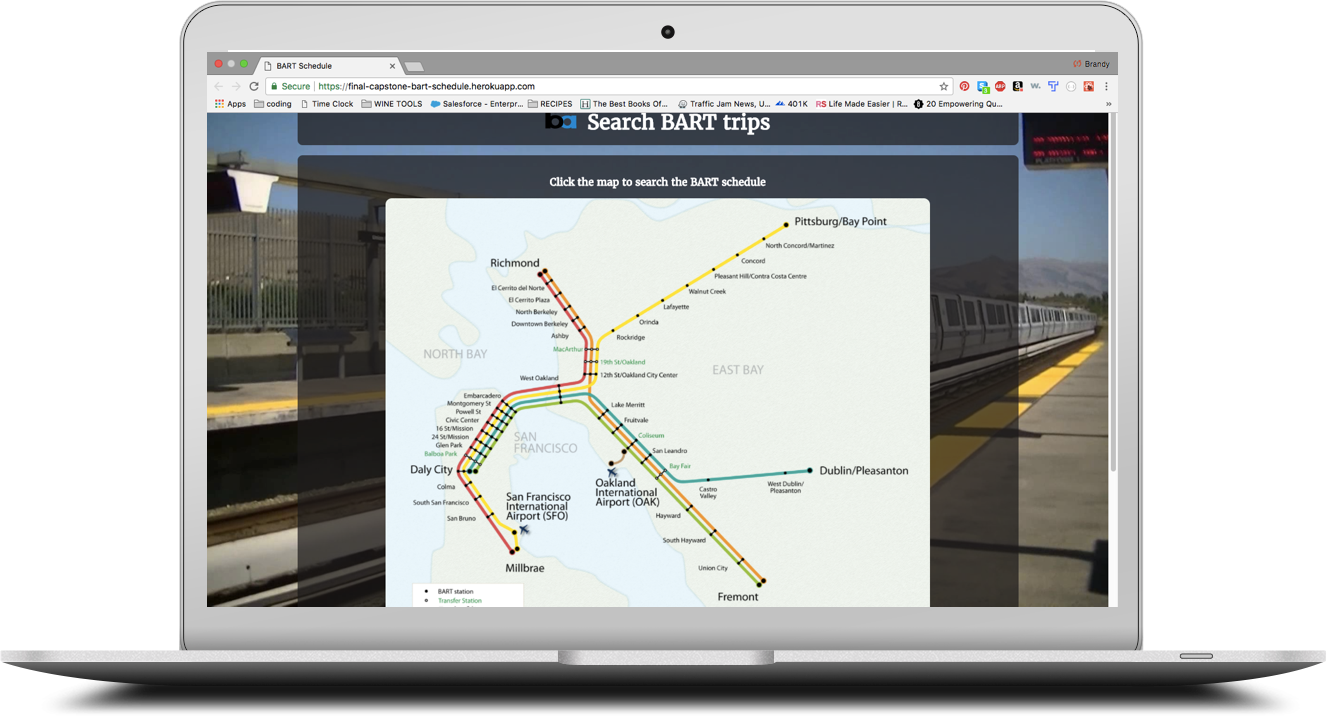 BART Schedule
Brandy
Secure https://final-capstone-bart-schedule.herokuapp.com
Apps coding Time Clock WINE TOOLS Salesforce - Enterpr... RECIPES The Best Books Of... Traffic Jam News, U... 401K RS Life Made Easier | R... 20 Empowering Qu... »
ba Search BART trips
PLATFORM
Click the map to search the BART schedule
Pittsburg/Bay Point
North Concord/Martinez
Concord
Pleasant Hill/Contra Costa Centre
Walnut Creek
Lafayette
Orinda
Rockridge
Richmond
El Cerrito del Norte
El Cerrito Plaza
North Berkeley
Downtown Berkeley
Ashby
MacArthur
19th St/Oakland
12th St/Oakland City Center
NORTH BAY
EAST BAY
West Oakland
Embarcadero
Montgomery St
Powell St
Civic Center
16 St/Mission
24 St/Mission
Glen Park
Balboa Park
Daly City
Colma
South San Francisco
San Bruno
SAN
FRANCISCO
San Francisco
International
Airport (SFO)
Millbrae
Lake Merritt
Fruitvale
Coliseum
San Leandro
Bay Fair
Oakland
International
Airport (OAK)
Castro
Valley
West Dublin/
Pleasanton
Dublin/Pleasanton
Hayward
South Hayward
Union City
Fremont
BART station
Transfer Station